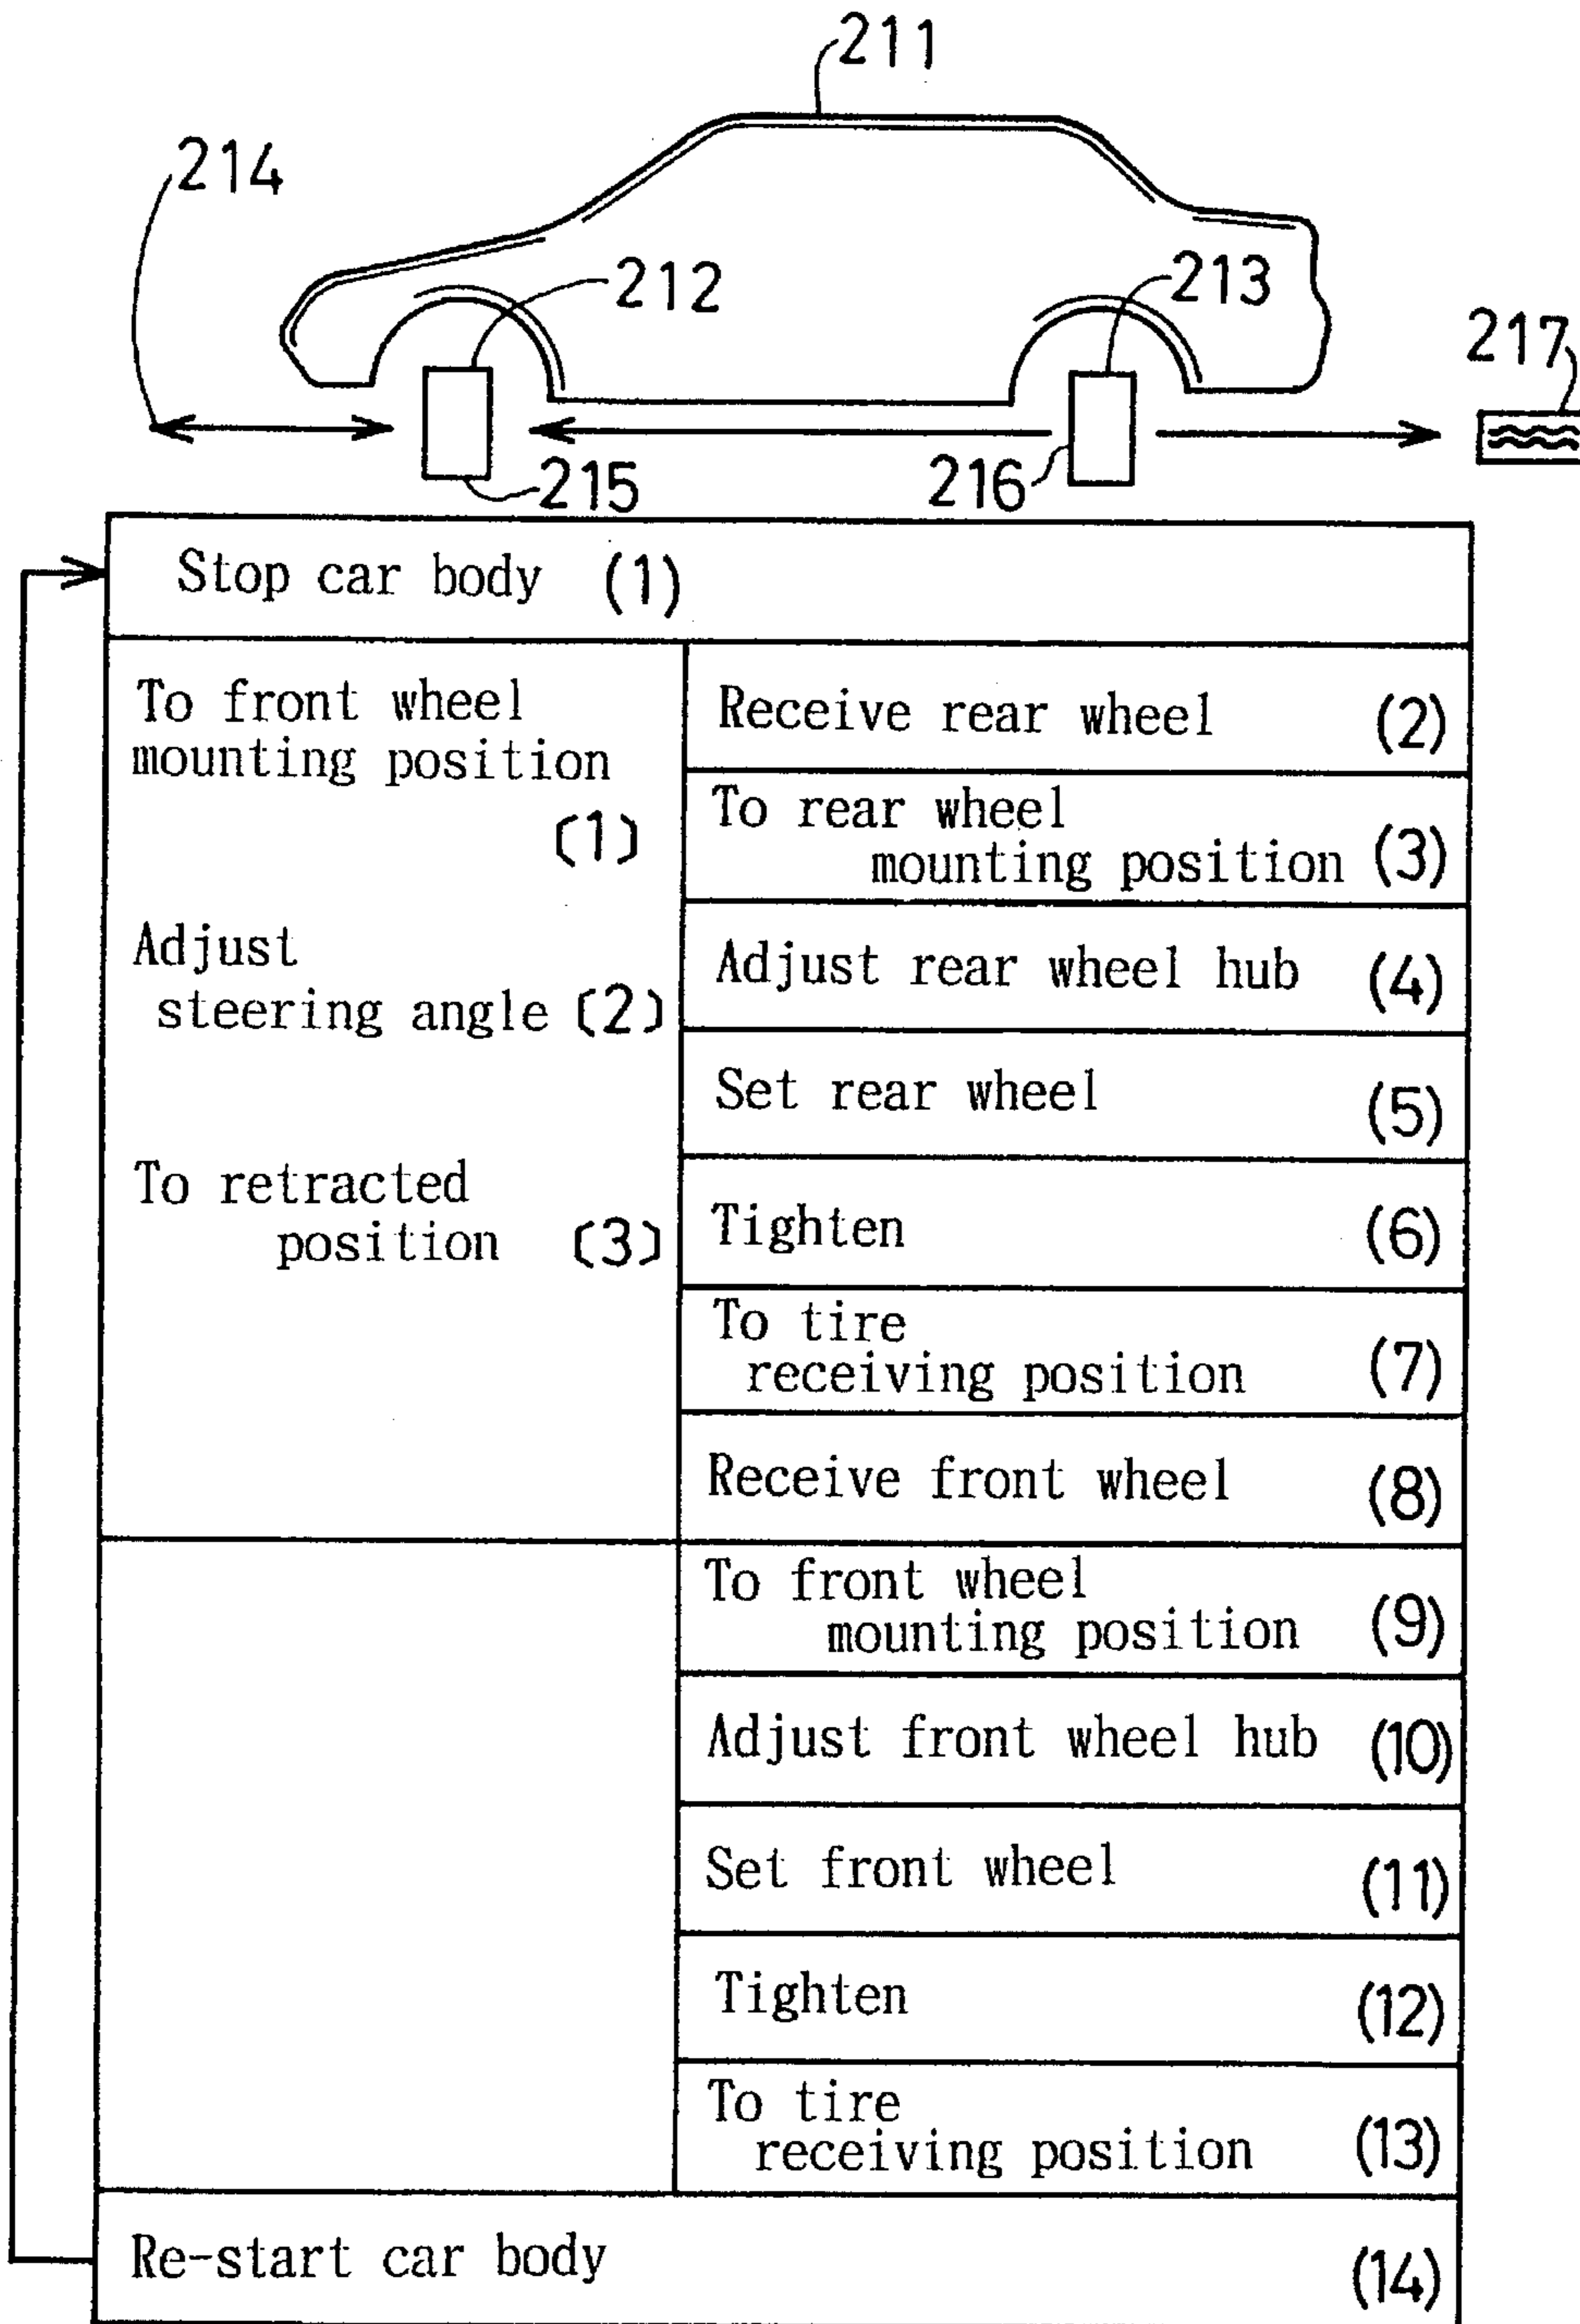 211
214
212
213
217
215
216
Stop car body (1)
To front wheel
mounting position
〔1〕
Adjust
steering angle 〔2〕
To retracted
position 〔3〕
Receive rear wheel (2)
To rear wheel
mounting position (3)
Adjust rear wheel hub (4)
Set rear wheel (5)
Tighten (6)
To tire
receiving position (7)
Receive front wheel (8)
To front wheel
mounting position (9)
Adjust front wheel hub (10)
Set front wheel (11)
Tighten (12)
To tire
receiving position (13)
Re-start car body (14)